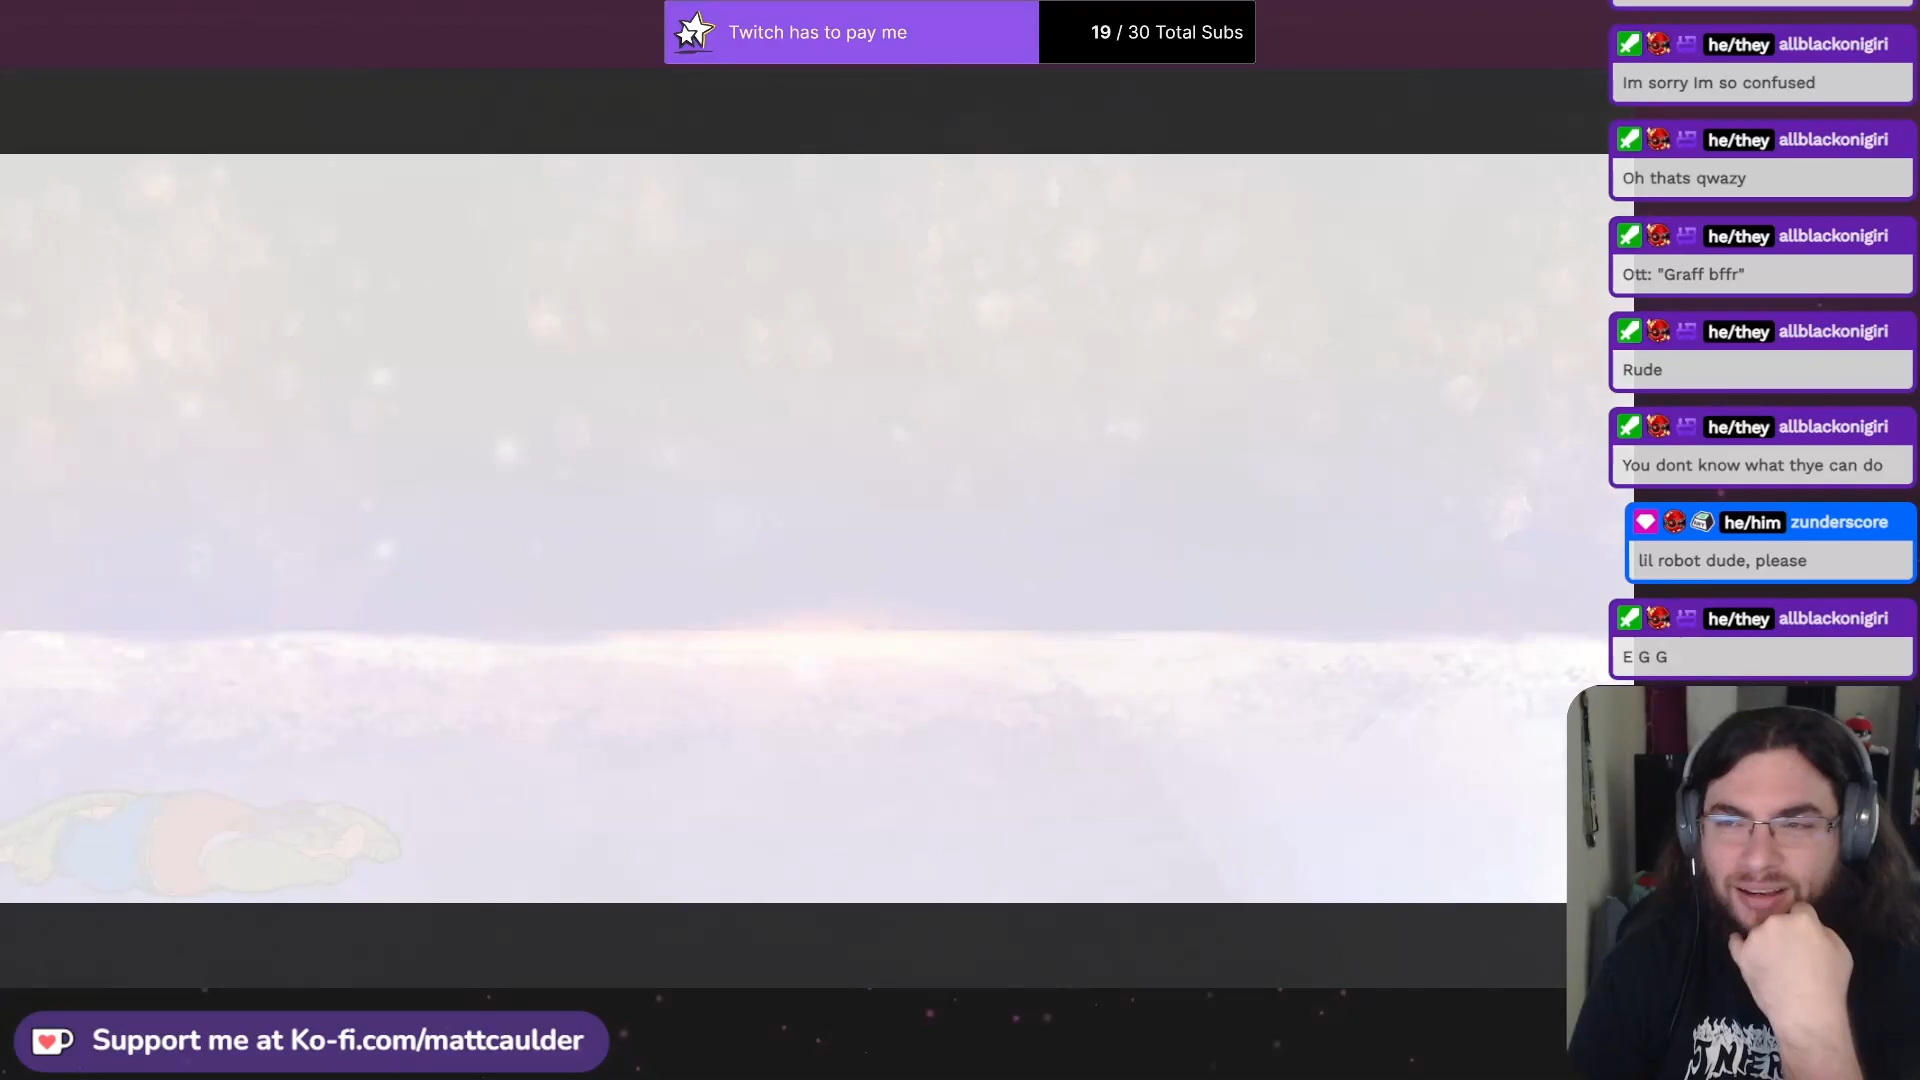 Twitch has to pay me
19 / 30 Total Subs
he/they allblackonigiri
Im sorry Im so confused
he/they allblackonigiri
Oh thats qwazy
he/they allblackonigiri
Ott: "Graff bffr"
he/they allblackonigiri
Rude
he/they allblackonigiri
You dont know what thye can do
he/him zunderscore
lil robot dude, please
he/they allblackonigiri
E G G
Support me at Ko-fi.com/mattcaulder